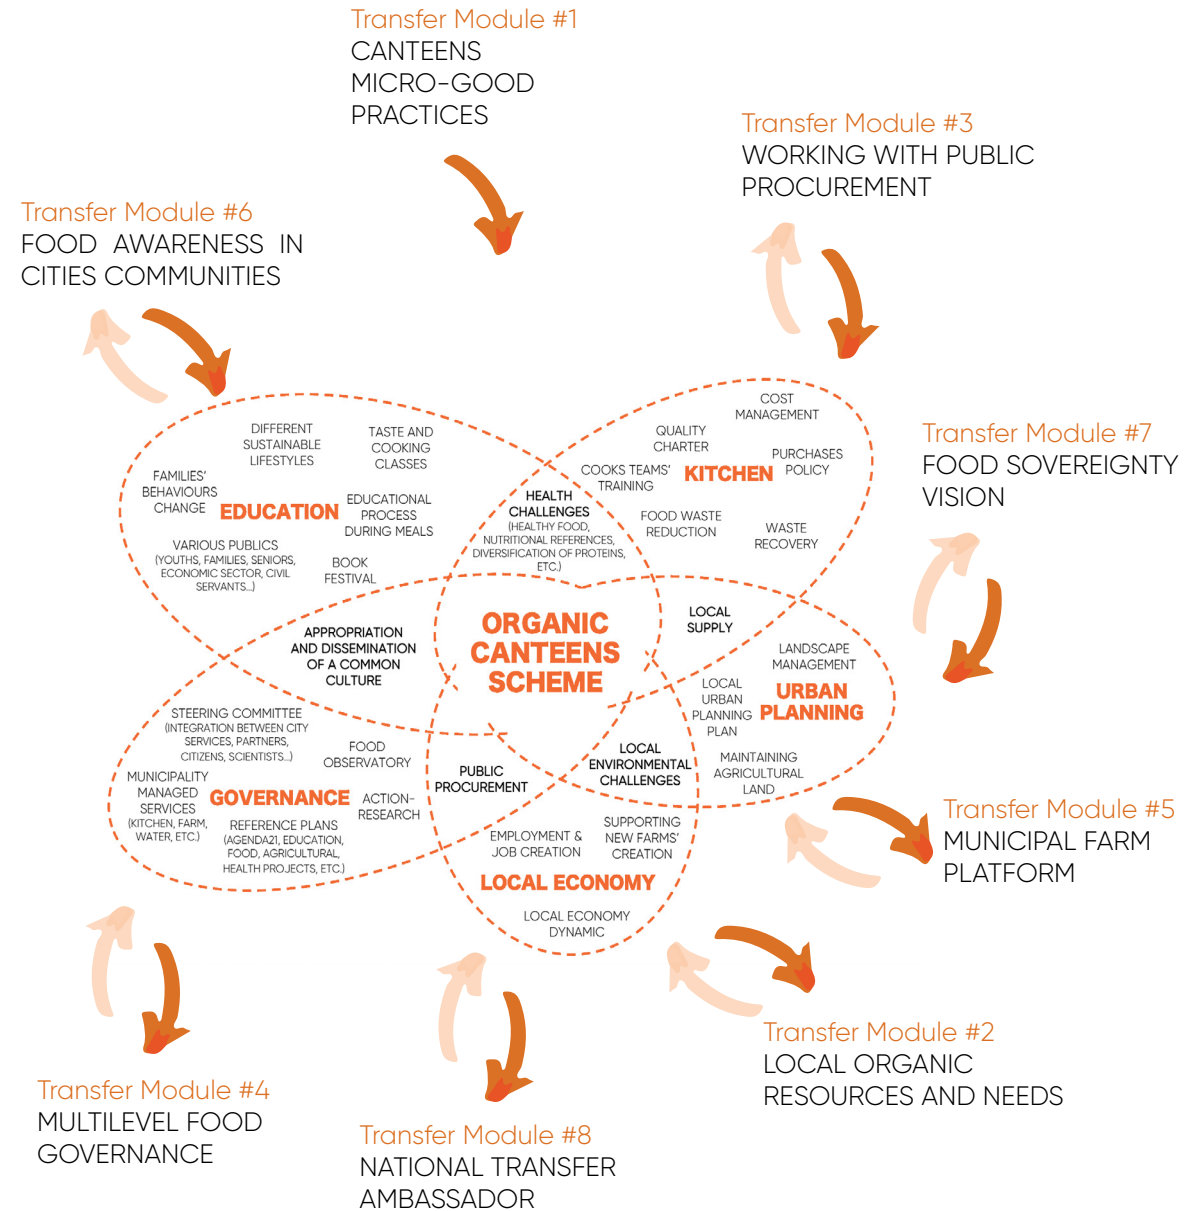 Transfer Module #1
CANTEENS
MICRO-GOOD
PRACTICES
Transfer Module #3
WORKING WITH PUBLIC
PROCUREMENT
Transfer Module #6
FOOD AWARENESS IN
CITIES COMMUNITIES
Transfer Module #7
FOOD SOVEREIGNTY
VISION
DIFFERENT
SUSTAINABLE
LIFESTYLES
TASTE AND
COOKING
CLASSES
FAMILIES'
BEHAVIOURS
CHANGE
EDUCATION
EDUCATIONAL
PROCESS
DURING MEALS
VARIOUS PUBLICS
(YOUTHS, FAMILIES, SENIORS,
ECONOMIC SECTOR, CIVIL
SERVANTS...)
BOOK
FESTIVAL
HEALTH
CHALLENGES
(HEALTHY FOOD,
NUTRITIONAL REFERENCES,
DIVERSIFICATION OF PROTEINS,
ETC.)
COST
MANAGEMENT
QUALITY
CHARTER
PURCHASES
POLICY
COOKS TEAMS'
TRAINING
KITCHEN
FOOD WASTE
REDUCTION
WASTE
RECOVERY
APPROPRIATION
AND DISSEMINATION
OF A COMMON
CULTURE
ORGANIC
CANTEENS
SCHEME
LOCAL
SUPPLY
LANDSCAPE
MANAGEMENT
LOCAL
URBAN
PLANNING
PLAN
URBAN
PLANNING
MAINTAINING
AGRICULTURAL
LAND
STEERING COMMITTEE
(INTEGRATION BETWEEN CITY
SERVICES, PARTNERS,
CITIZENS, SCIENTISTS...)
FOOD
OBSERVATORY
MUNICIPALITY
MANAGED
SERVICES
(KITCHEN, FARM,
WATER, ETC.)
GOVERNANCE
ACTION-
RESEARCH
REFERENCE PLANS
(AGENDA21, EDUCATION,
FOOD, AGRICULTURAL,
HEALTH PROJECTS, ETC.)
PUBLIC
PROCUREMENT
LOCAL
ENVIRONMENTAL
CHALLENGES
EMPLOYMENT &
JOB CREATION
SUPPORTING
NEW FARMS'
CREATION
LOCAL ECONOMY
LOCAL ECONOMY
DYNAMIC
Transfer Module #5
MUNICIPAL FARM
PLATFORM
Transfer Module #2
LOCAL ORGANIC
RESOURCES AND NEEDS
Transfer Module #4
MULTILEVEL FOOD
GOVERNANCE
Transfer Module #8
NATIONAL TRANSFER
AMBASSADOR